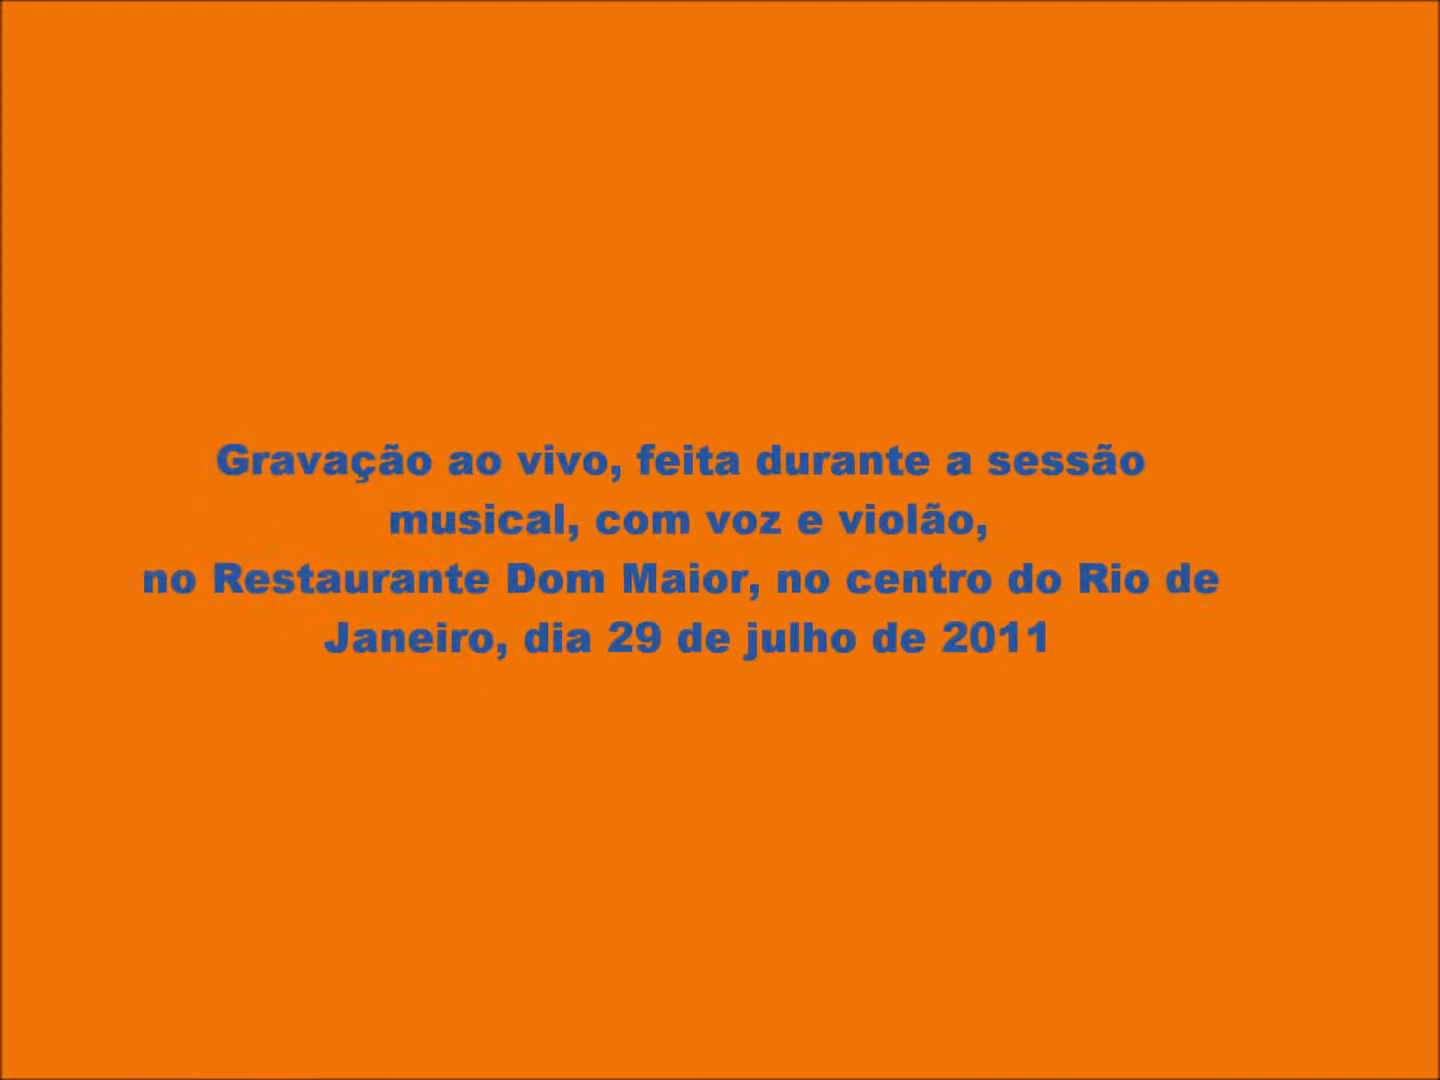 Gravação ao vivo, feita durante a sessão
musical, com voz e violão,
no Restaurante Dom Maior, no centro do Rio de
Janeiro, dia 29 de julho de 2011